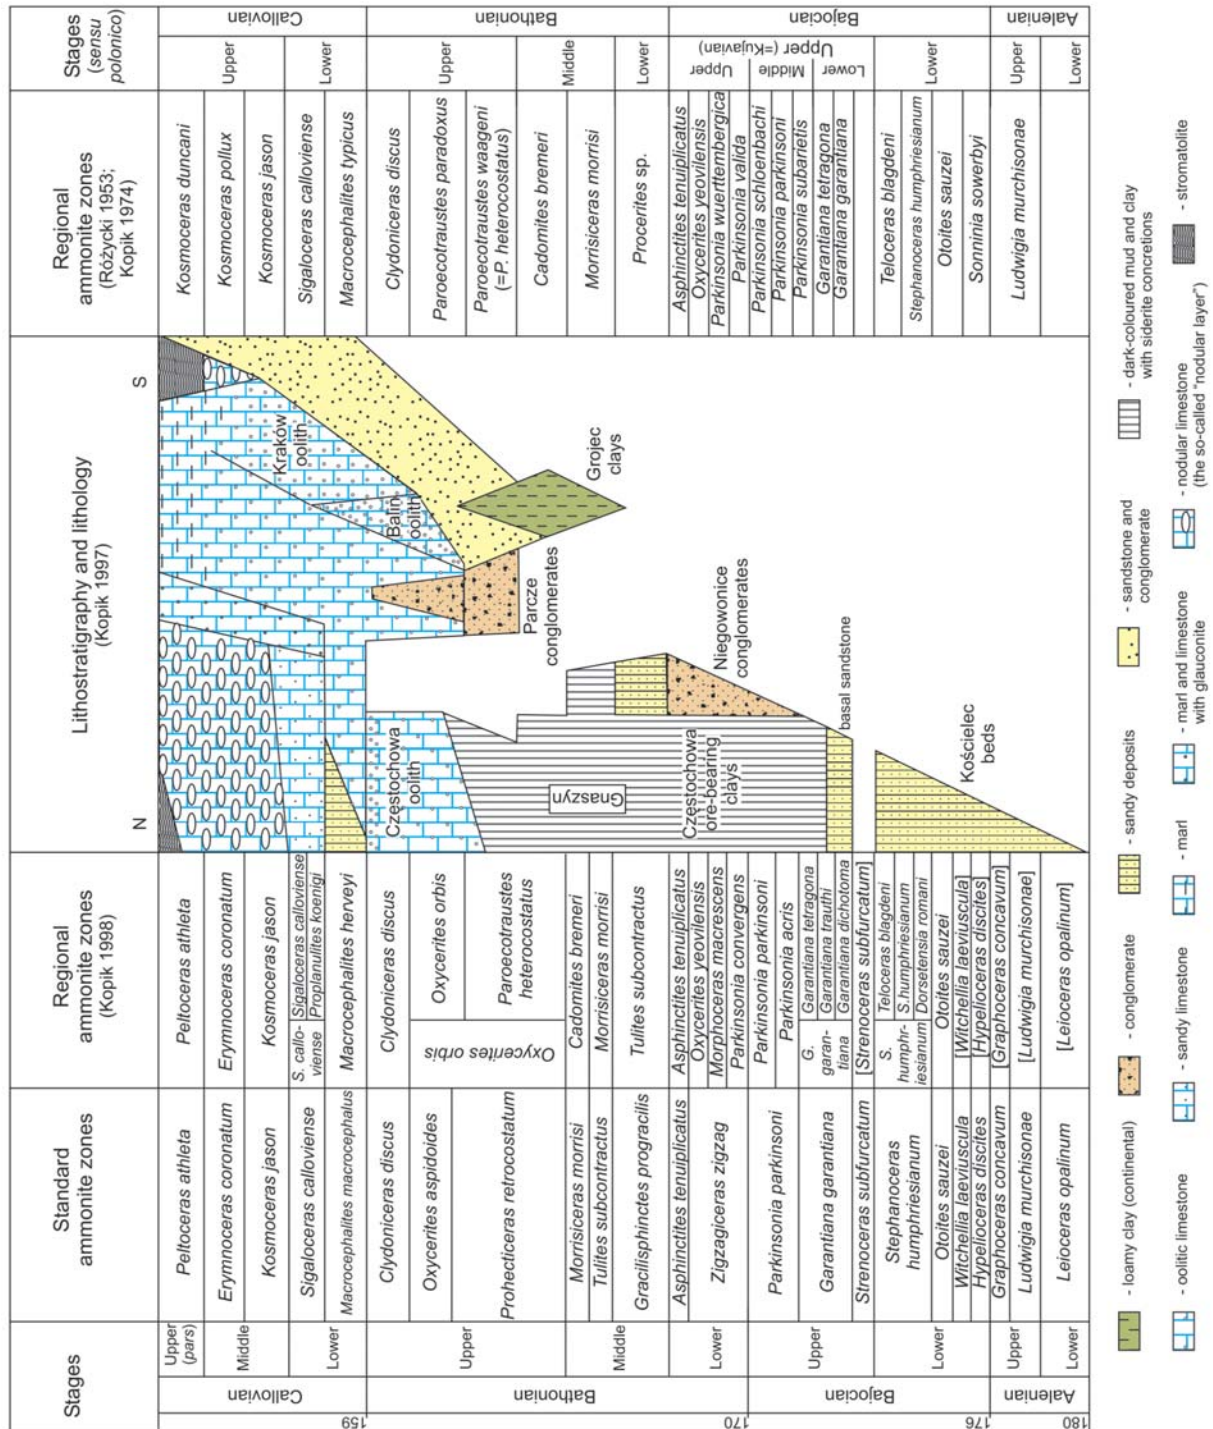 Stages
Standard
ammonite zones
Regional
ammonite zones
(Kopik 1998)
Lithostratigraphy and lithology
(Kopik 1997)
Regional
ammonite zones
(Różycki 1953;
Kopik 1974)
Stages
(sensu
polonico)
N
S
159
170
176
180
Callovian
Bathonian
Bajocian
Aalenian
Upper
(pars)
Middle
Lower
Upper
Middle
Lower
Upper
Lower
Upper
Lower
Peltoceras athleta
Erymnoceras coronatum
Kosmoceras jason
Sigaloceras calloviense
Macrocephalites macrocephalus
Clydoniceras discus
Oxycerites aspidoides
Prohecticeras retrocostatum
Morrisiceras morrisi
Tulites subcontractus
Gracilisphinctes progracilis
Asphinctites tenuiplicatus
Zigzagiceras zigzag
Parkinsonia parkinsoni
Garantiana garantiana
Strenoceras subfurcatum
Stephanoceras
humphriesianum
Otoites sauzei
Witchellia laeviuscula
Hypelioceras discites
Graphoceras concavum
Ludwigia murchisonae
Leioceras opalinum
Peltoceras athleta
Erymnoceras coronatum
Kosmoceras jason
S. callo-
viense
Sigaloceras calloviense
Proplanulites koenigi
Macrocephalites herveyi
Clydoniceras discus
Oxycerites orbis
Oxycerites orbis
Paroecotraustes
heterocostatus
Cadomites bremeri
Morrisiceras morrisi
Tulites subcontractus
Asphinctites tenuiplicatus
Oxycerites yeovilensis
Morphoceras macrescens
Parkinsonia convergens
Parkinsonia parkinsoni
Parkinsonia acris
G.
garan-
tiana
Garantiana tetragona
Garantiana trauthi
Garantiana dichotoma
[Strenoceras subfurcatum]
S.
humphr-
iesianum
Teloceras blagdeni
S.humphriesianum
Dorsetensia romani
Otoites sauzei
[Witchellia laeviuscula]
[Hypelioceras discites]
[Graphoceras concavum]
[Ludwigia murchisonae]
[Leioceras opalinum]
Kraków
oolith
Balin
oolith
Grojec
clays
Parcze
conglomerates
Częstochowa
oolith
Gnaszyn
Częstochowa
ore-bearing
clays
Niegowonice
conglomerates
basal sandstone
Kościelec
beds
Kosmoceras duncani
Kosmoceras pollux
Kosmoceras jason
Sigaloceras calloviense
Macrocephalites typicus
Clydoniceras discus
Paroecotraustes paradoxus
Paroecotraustes waageni
(=P. heterocostatus)
Cadomites bremeri
Morrisiceras morrisi
Procerites sp.
Asphinctites tenuiplicatus
Oxycerites yeovilensis
Parkinsonia wuerttembergica
Parkinsonia valida
Parkinsonia schloenbachi
Parkinsonia parkinsoni
Parkinsonia subarietis
Garantiana tetragona
Garantiana garantiana
Teloceras blagdeni
Stephanoceras humphriesianum
Otoites sauzei
Soninia sowerbyi
Ludwigia murchisonae
Upper
Lower
Upper
Middle
Lower
Upper
Middle
Lower
Upper (=Kujavian)
Lower
Upper
Lower
Callovian
Bathonian
Bajocian
Aalenian
- loamy clay (continental)
- conglomerate
- sandy deposits
- sandstone and
conglomerate
- dark-coloured mud and clay
with siderite concretions
- oolitic limestone
- sandy limestone
- marl
- marl and limestone
with glauconite
- nodular limestone
(the so-called "nodular layer")
- stromatolite